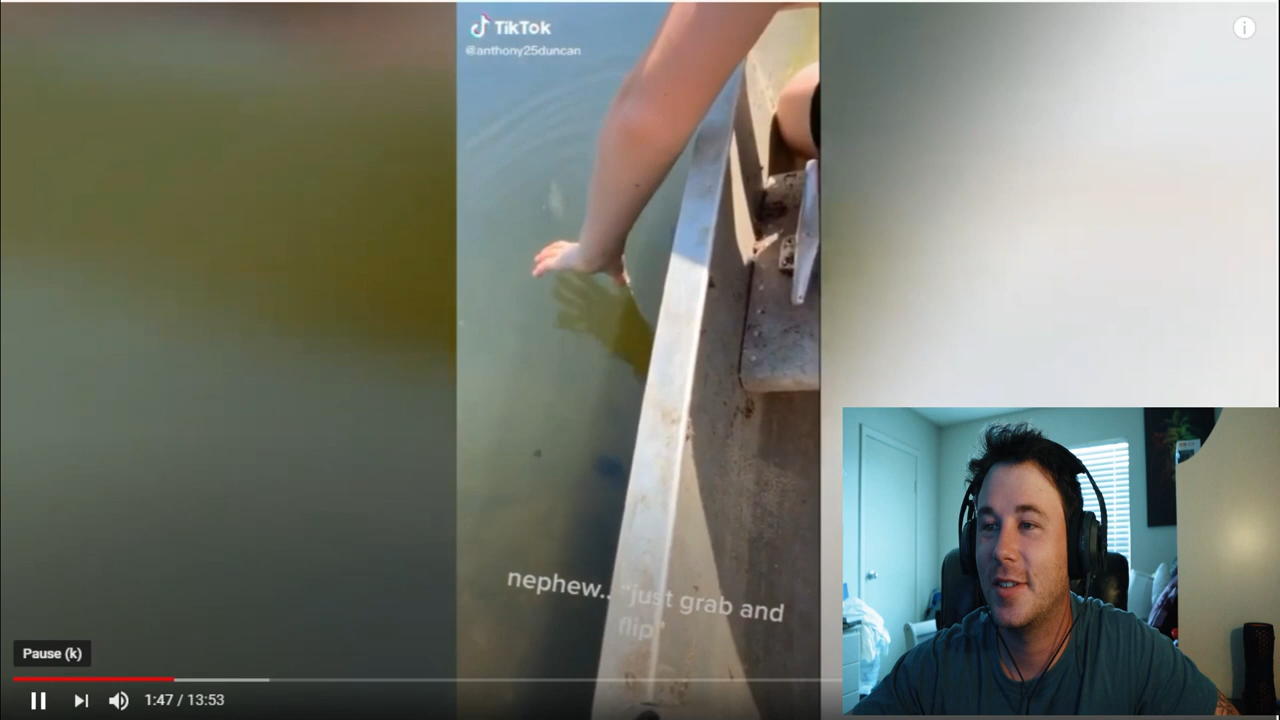 TikTok
@anthony25duncan
nephew.. "just grab and
flip"
Pause (k)
1:47 / 13:53